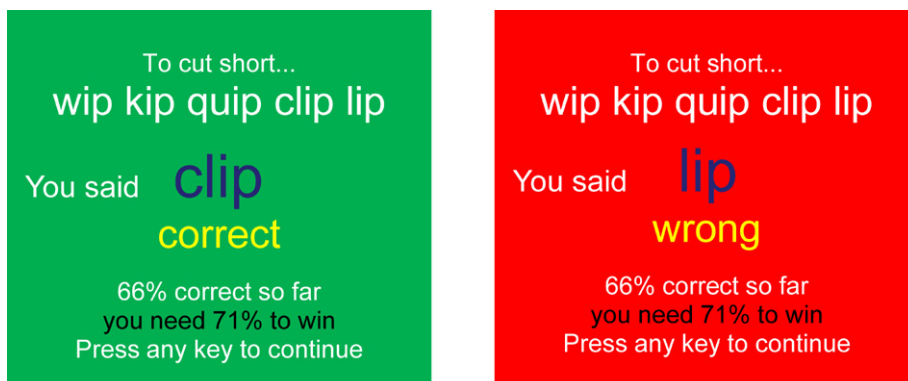 To cut short...
wip kip quip clip lip
You said clip
correct
66% correct so far
you need 71% to win
Press any key to continue
To cut short...
wip kip quip clip lip
You said lip
wrong
66% correct so far
you need 71% to win
Press any key to continue